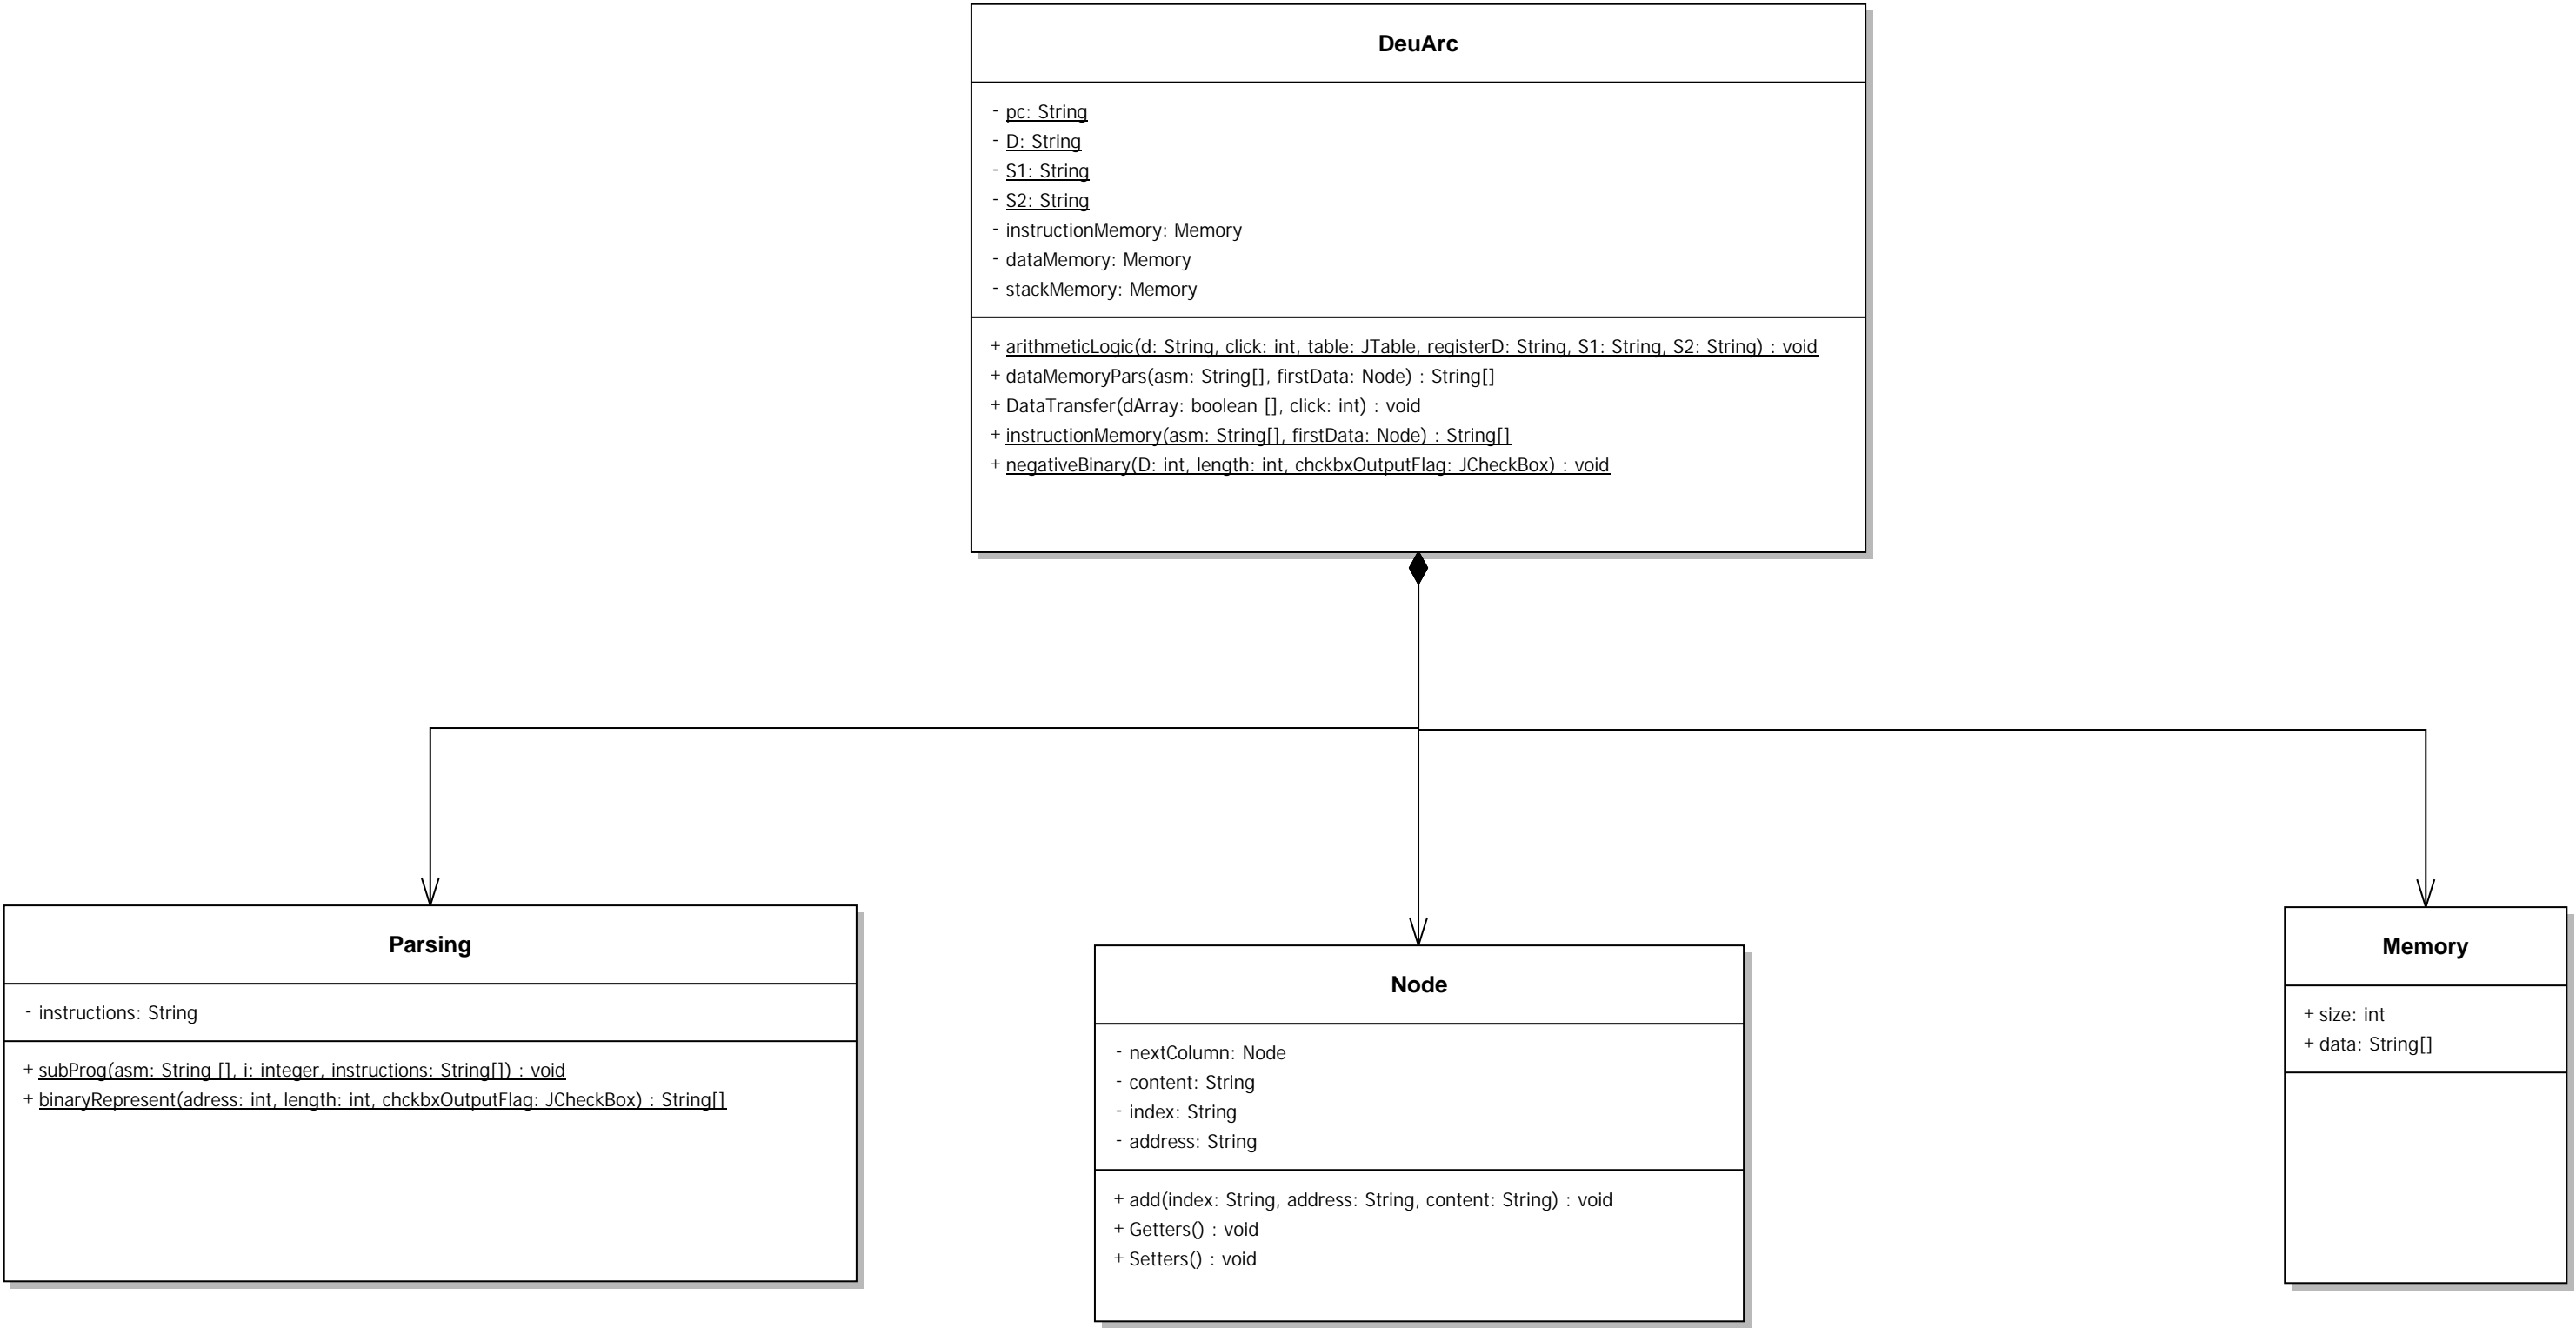 DeuArc
- pc: String
- D: String
- S1: String
- S2: String
- instructionMemory: Memory
- dataMemory: Memory
- stackMemory: Memory
+ arithmeticLogic(d: String, click: int, table: JTable, registerD: String, S1: String, S2: String) : void
+ dataMemoryPars(asm: String[], firstData: Node) : String[]
+ DataTransfer(dArray: boolean [], click: int) : void
+ instructionMemory(asm: String[], firstData: Node) : String[]
+ negativeBinary(D: int, length: int, chckbxOutputFlag: JCheckBox) : void
Parsing
- instructions: String
+ subProg(asm: String [], i: integer, instructions: String[]) : void
+ binaryRepresent(adress: int, length: int, chckbxOutputFlag: JCheckBox) : String[]
Node
- nextColumn: Node
- content: String
- index: String
- address: String
+ add(index: String, address: String, content: String) : void
+ Getters() : void
+ Setters() : void
Memory
+ size: int
+ data: String[]